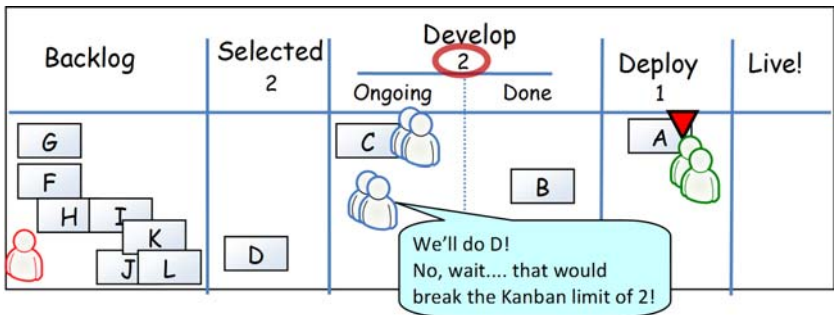 Backlog
Selected
2
Develop
2
Ongoing
Done
Deploy
1
Live!
G
F
H
I
K
J
L
D
C
B
A
We'll do D!
No, wait.... that would
break the Kanban limit of 2!